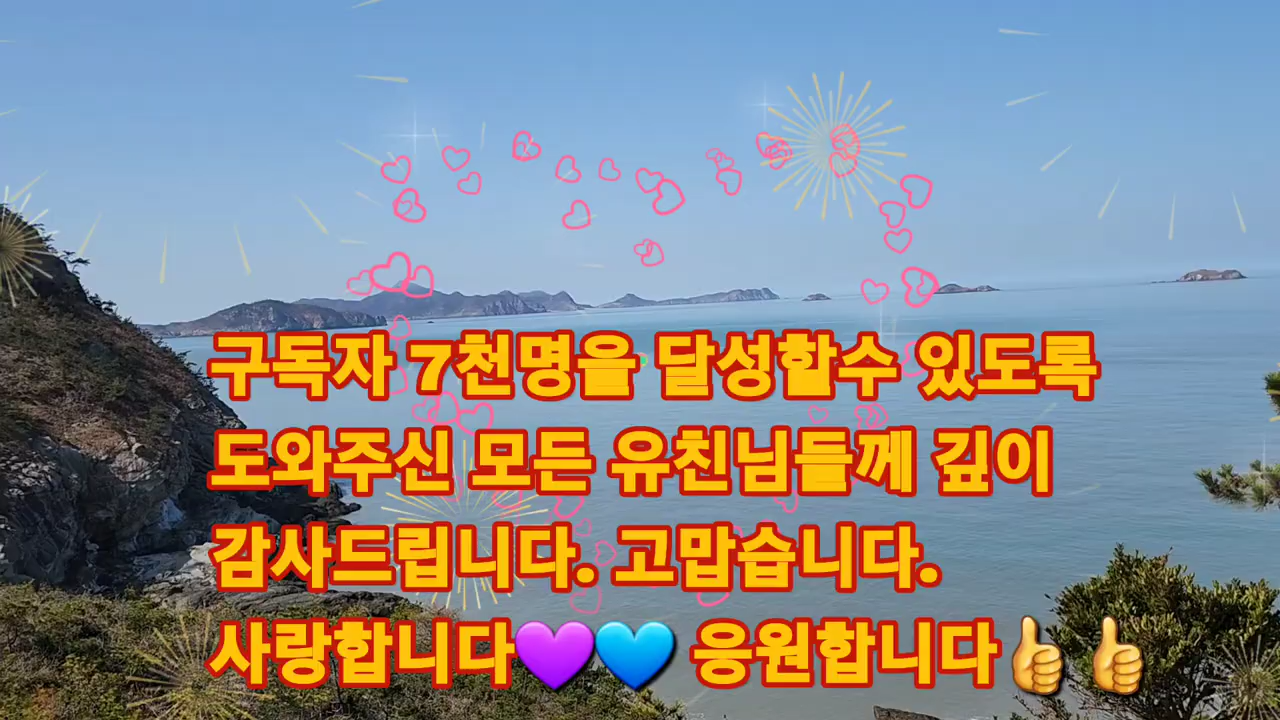 구독자 7천명을 달성할수 있도록
도와주신 모든 유친님들께 깊이
감사드립니다. 고맙습니다.
사랑합니다💜💙 응원합니다👍👍